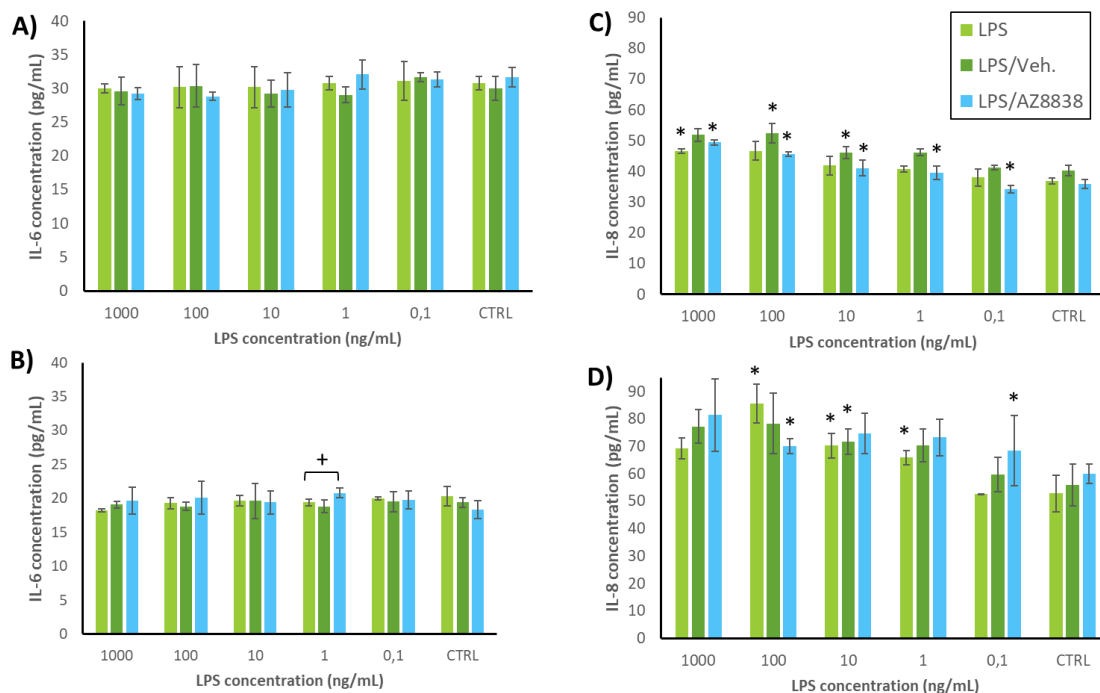 A)
IL-6 concentration (pg/mL)
40
35
30
25
20
15
10
5
0
1000 100 10 1 0,1 CTRL
LPS concentration (ng/mL)
B)
IL-6 concentration (pg/mL)
40
35
30
25
20
15
10
5
0
+
1000 100 10 1 0,1 CTRL
LPS concentration (ng/mL)
C)
IL-8 concentration (pg/mL)
90
80
70
60
50
40
30
20
10
0
* * * * * * * *
1000 100 10 1 0,1 CTRL
LPS concentration (ng/mL)
LPS
LPS/Veh.
LPS/AZ8838
D)
IL-8 concentration (pg/mL)
90
80
70
60
50
40
30
20
10
0
* * * * * *
1000 100 10 1 0,1 CTRL
LPS concentration (ng/mL)